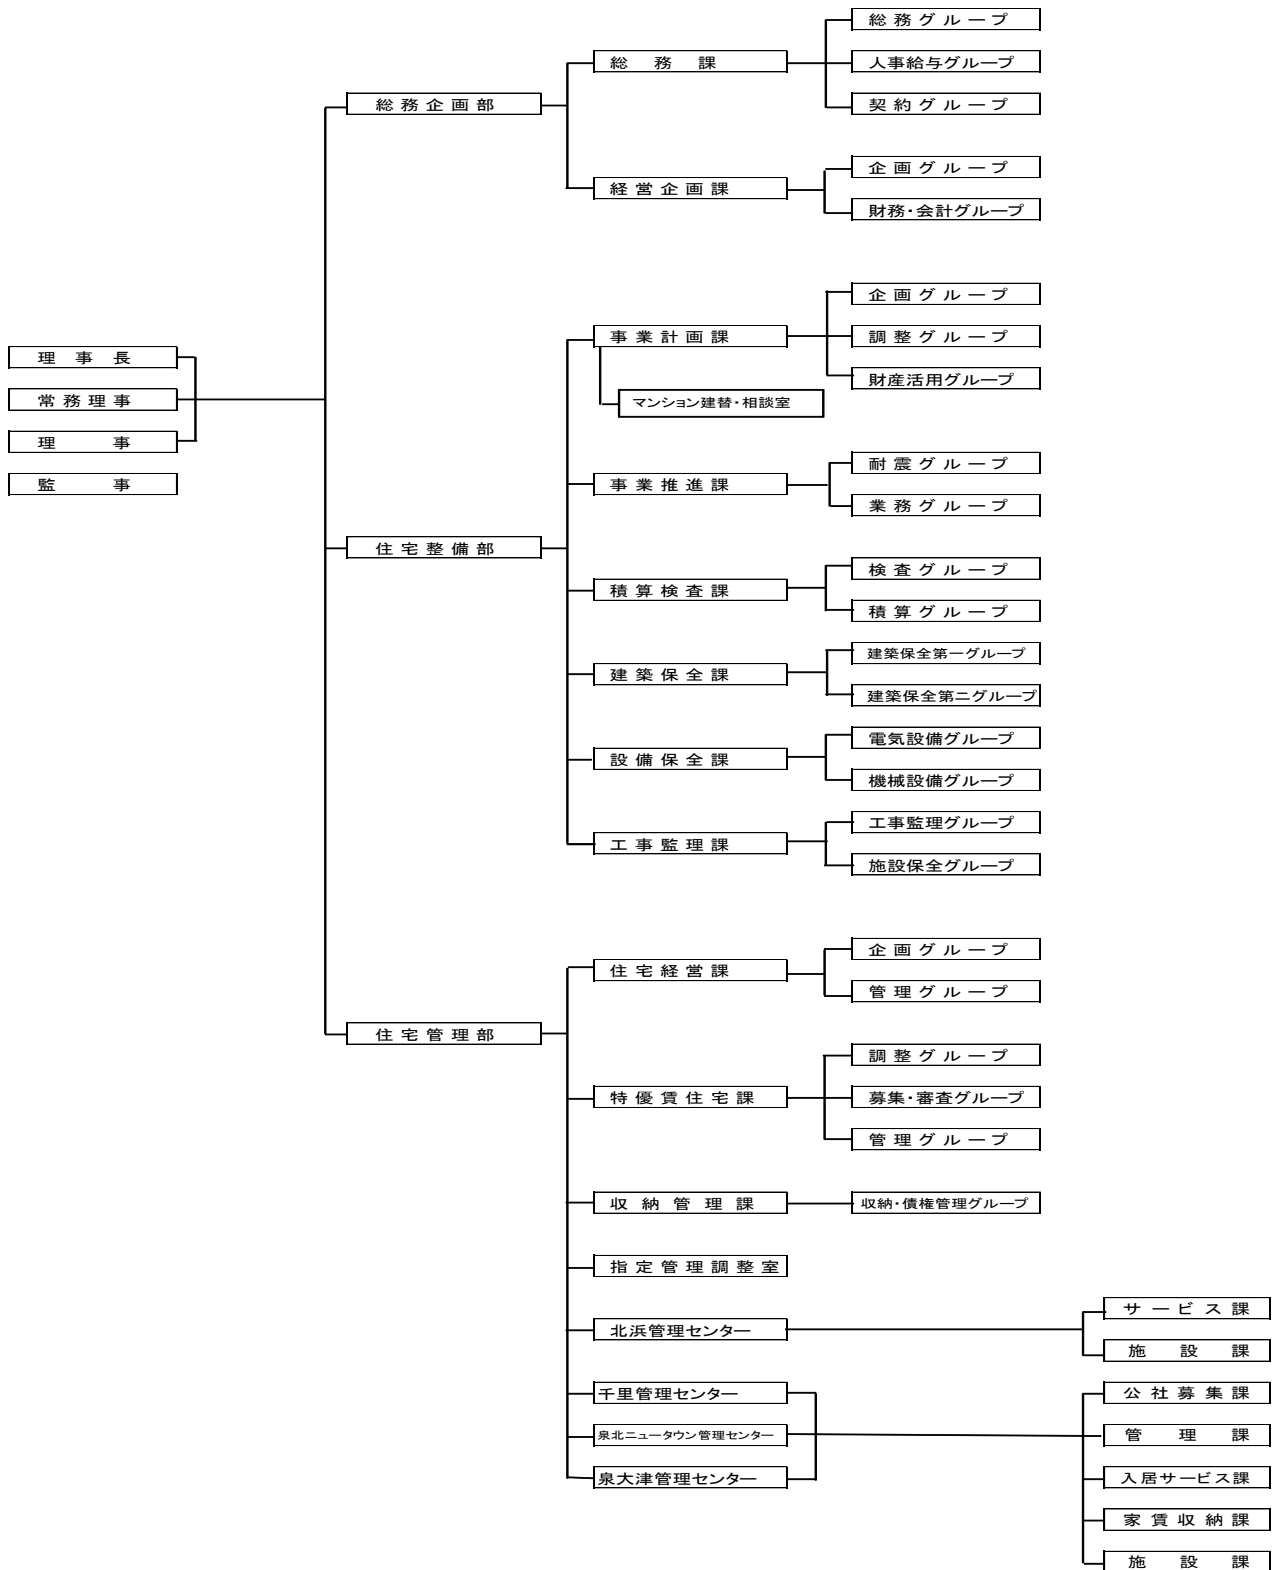 理事長
常務理事
理事
監事
総務企画部
総務課
総務グループ
人事給与グループ
契約グループ
経営企画課
企画グループ
財務・会計グループ
住宅整備部
事業計画課
企画グループ
調整グループ
財産活用グループ
マンション建替・相談室
事業推進課
耐震グループ
業務グループ
積算検査課
検査グループ
積算グループ
建築保全課
建築保全第一グループ
建築保全第二グループ
設備保全課
電気設備グループ
機械設備グループ
工事監理課
工事監理グループ
施設保全グループ
住宅管理部
住宅経営課
企画グループ
管理グループ
特優賃住宅課
調整グループ
募集・審査グループ
管理グループ
収納管理課
収納・債権管理グループ
指定管理調整室
北浜管理センター
サービス課
施設課
千里管理センター
泉北ニュータウン管理センター
泉大津管理センター
公社募集課
管理課
入居サービス課
家賃収納課
施設課